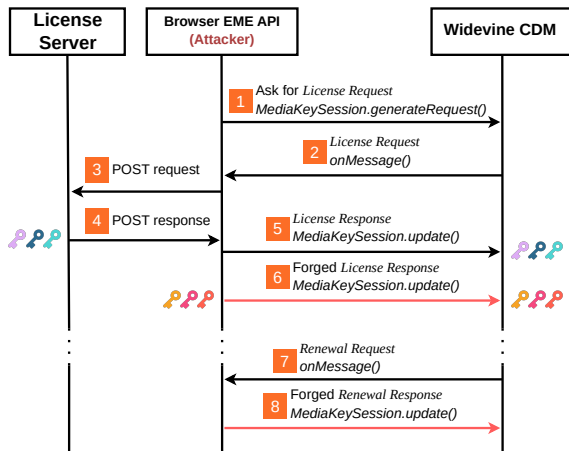 License
Server
Browser EME API
(Attacker)
Widevine CDM
1
Ask for License Request
MediaKeySession.generateRequest()
2
License Request
onMessage()
3
POST request
4
POST response
5
License Response
MediaKeySession.update()
6
Forged License Response
MediaKeySession.update()
7
Renewal Request
onMessage()
8
Forged Renewal Response
MediaKeySession.update()